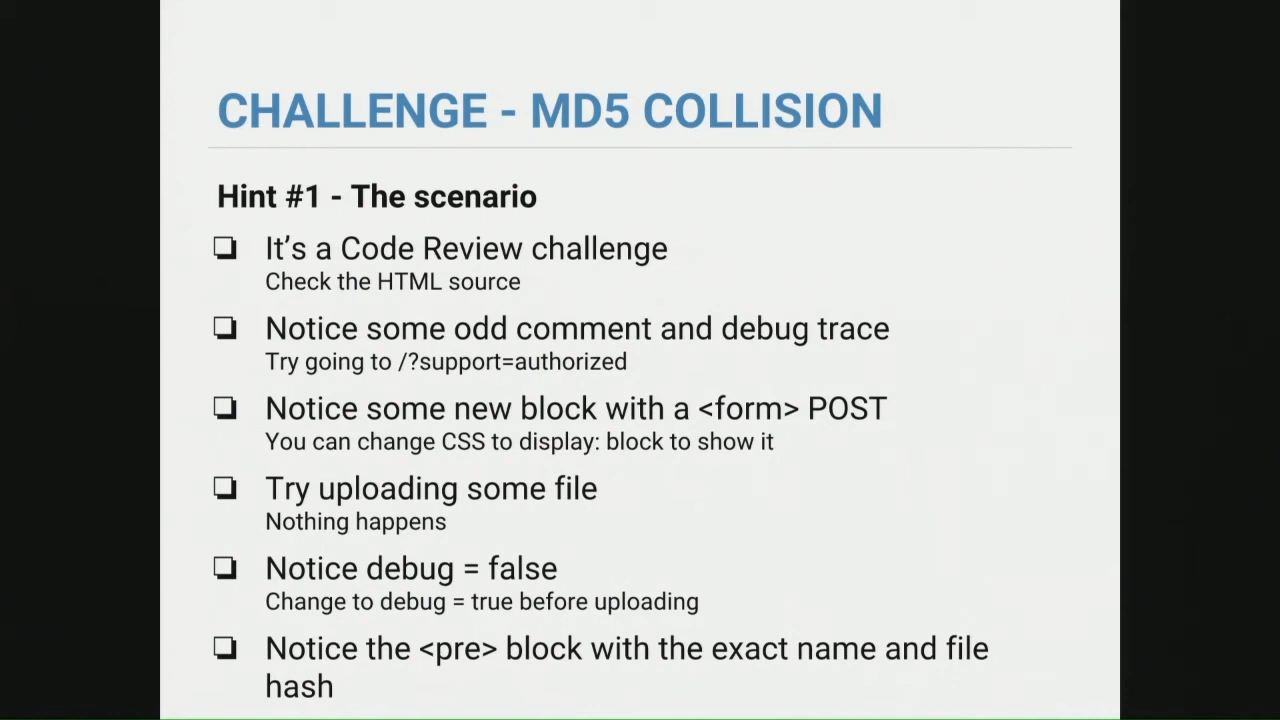 CHALLENGE - MD5 COLLISION
Hint #1 - The scenario
❏ It's a Code Review challenge
Check the HTML source
❏ Notice some odd comment and debug trace
Try going to /?support=authorized
❏ Notice some new block with a <form> POST
You can change CSS to display: block to show it
❏ Try uploading some file
Nothing happens
❏ Notice debug = false
Change to debug = true before uploading
❏ Notice the <pre> block with the exact name and file
hash